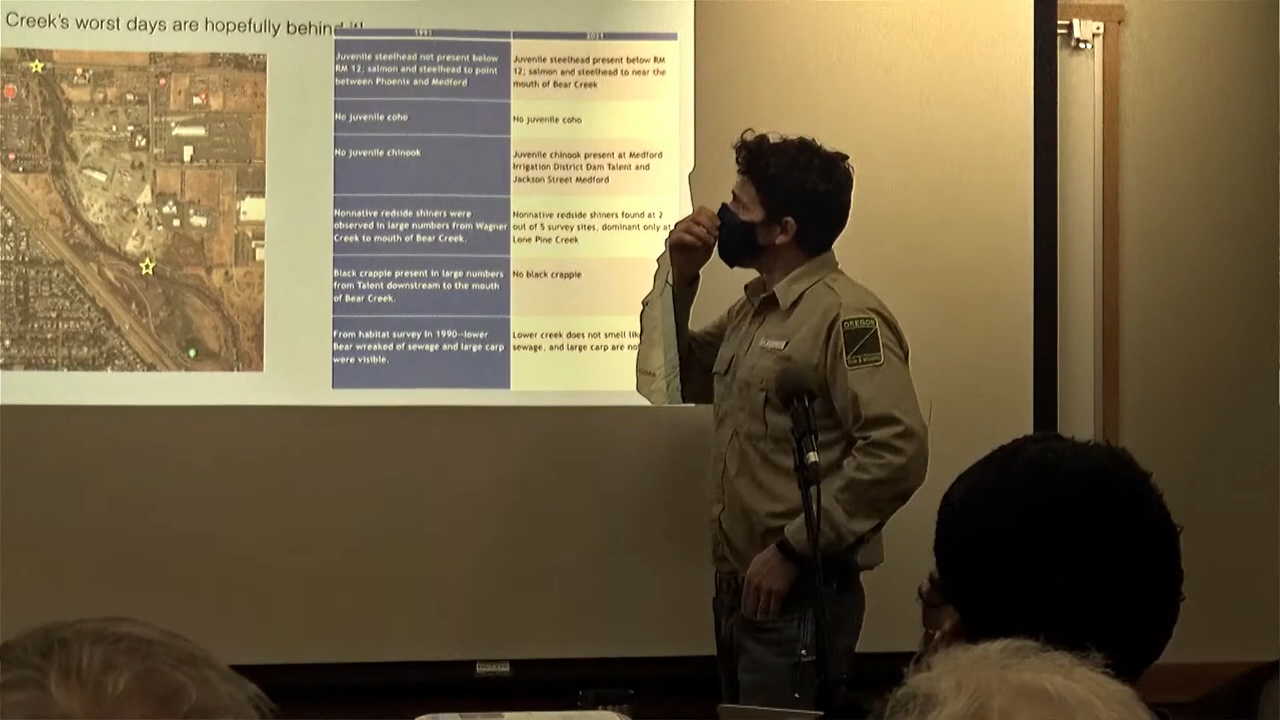 Creek's worst days are hopefully behind it!
1991
2021
Juvenile steelhead not present below
RM 12; salmon and steelhead to point
between Phoenix and Medford
Juvenile steelhead present below RM
12; salmon and steelhead to near the
mouth of Bear Creek
No juvenile coho
No juvenile coho
No juvenile chinook
Juvenile chinook present at Medford
Irrigation District Dam Talent and
Jackson Street Medford
Nonnative redside shiners were
observed in large numbers from Wagner
Creek to mouth of Bear Creek.
Nonnative redside shiners found at 2
out of 5 survey sites, dominant only at
Lone Pine Creek
Black crappie present in large numbers
from Talent downstream to the mouth
of Bear Creek.
No black crappie
From habitat survey in 1990--lower
Bear wreaked of sewage and large carp
were visible.
Lower creek does not smell lik
sewage, and large carp are no
OREGON
Fish & Wildlife